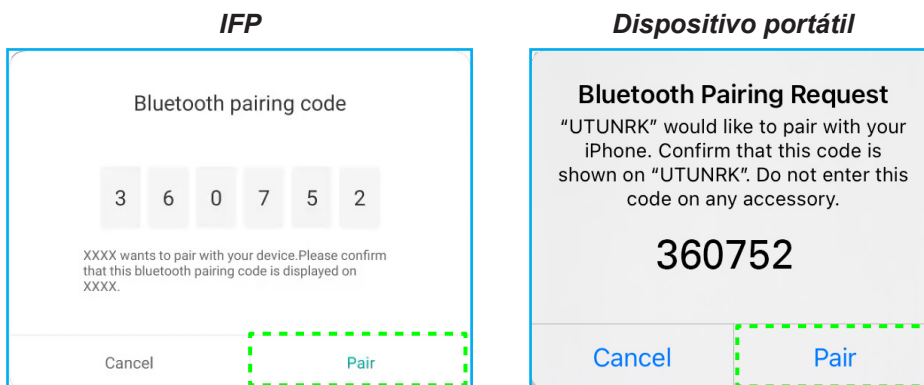 IFP
Bluetooth pairing code
3 6 0 7 5 2
XXXX wants to pair with your device.Please confirm
that this bluetooth pairing code is displayed on
XXXX.
Cancel Pair
Dispositivo portátil
Bluetooth Pairing Request
“UTUNRK” would like to pair with your
iPhone. Confirm that this code is
shown on “UTUNRK”. Do not enter this
code on any accessory.
360752
Cancel Pair